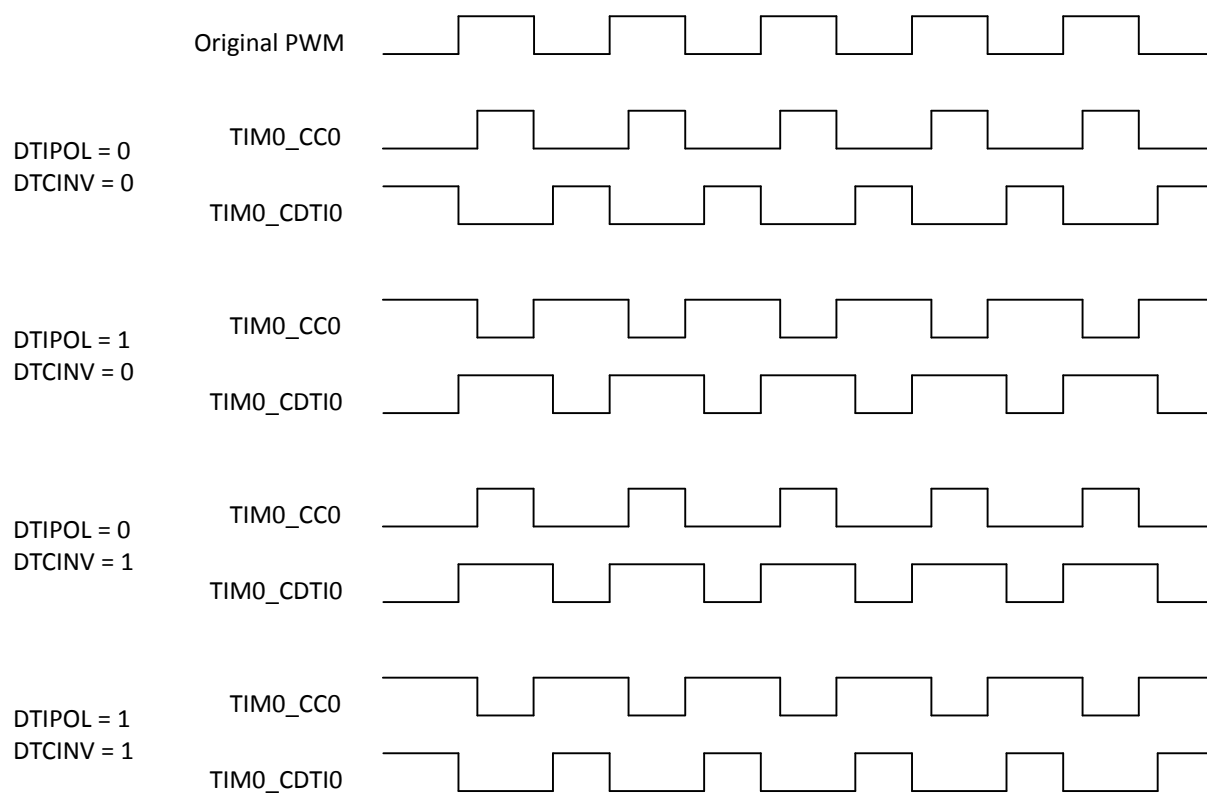 Original PWM
TIM0_CC0
DTIPOL = 0
DTCINV = 0
TIM0_CDTI0
TIM0_CC0
DTIPOL = 1
DTCINV = 0
TIM0_CDTI0
TIM0_CC0
DTIPOL = 0
DTCINV = 1
TIM0_CDTI0
TIM0_CC0
DTIPOL = 1
DTCINV = 1
TIM0_CDTI0